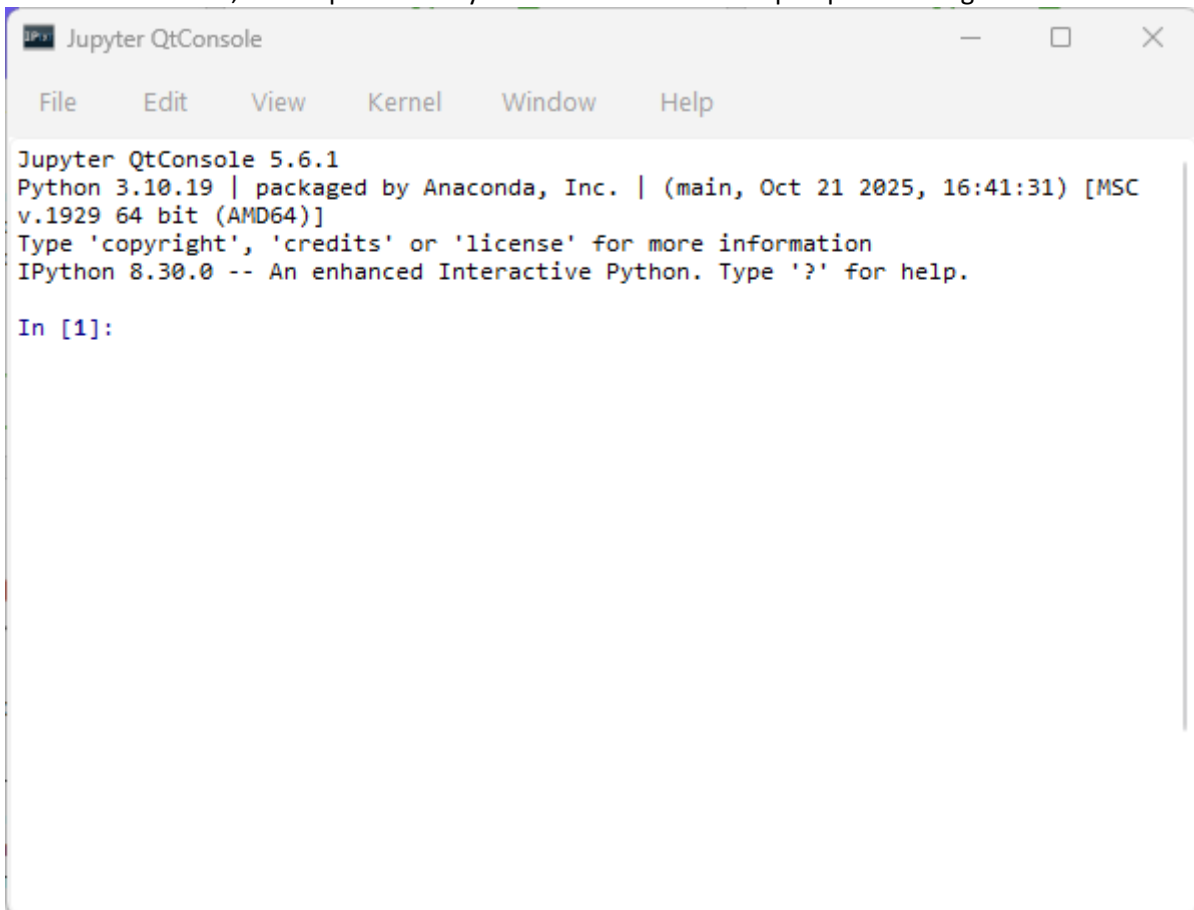 Jupyter QtConsole
File Edit View Kernel Window Help
Jupyter QtConsole 5.6.1
Python 3.10.19 | packaged by Anaconda, Inc. | (main, Oct 21 2025, 16:41:31) [MSC
v.1929 64 bit (AMD64)]
Type 'copyright', 'credits' or 'license' for more information
IPython 8.30.0 -- An enhanced Interactive Python. Type '?' for help.
In [1]: